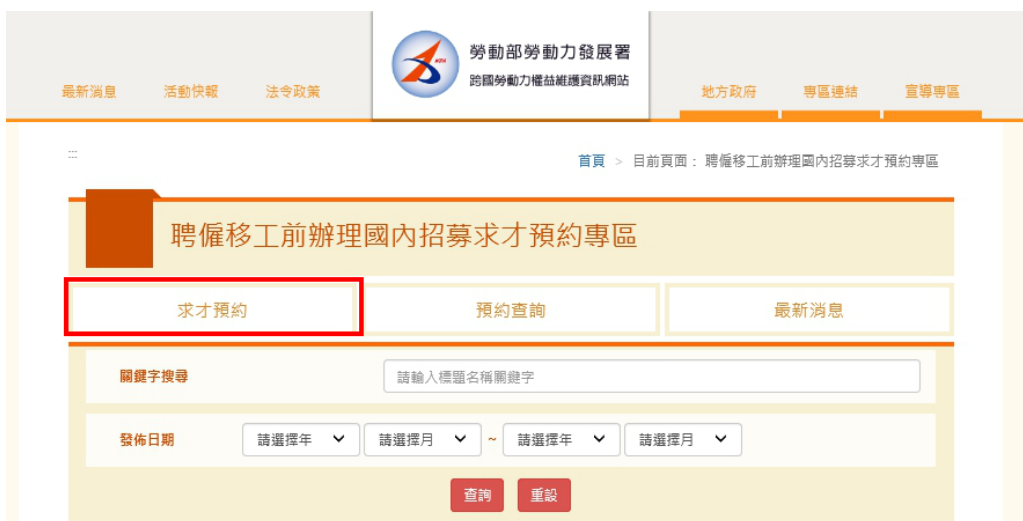 勞動部勞動力發展署
跨國勞動力權益維護資訊網站
最新消息 活動快報 法令政策 地方政府 專區連結 宣導專區
:::
首頁 > 目前頁面： 聘僱移工前辦理國內招募求才預約專區
聘僱移工前辦理國內招募求才預約專區
求才預約 預約查詢 最新消息
關鍵字搜尋 請輸入標題名稱關鍵字
發佈日期 請選擇年 請選擇月 ~ 請選擇年 請選擇月
查詢 重設